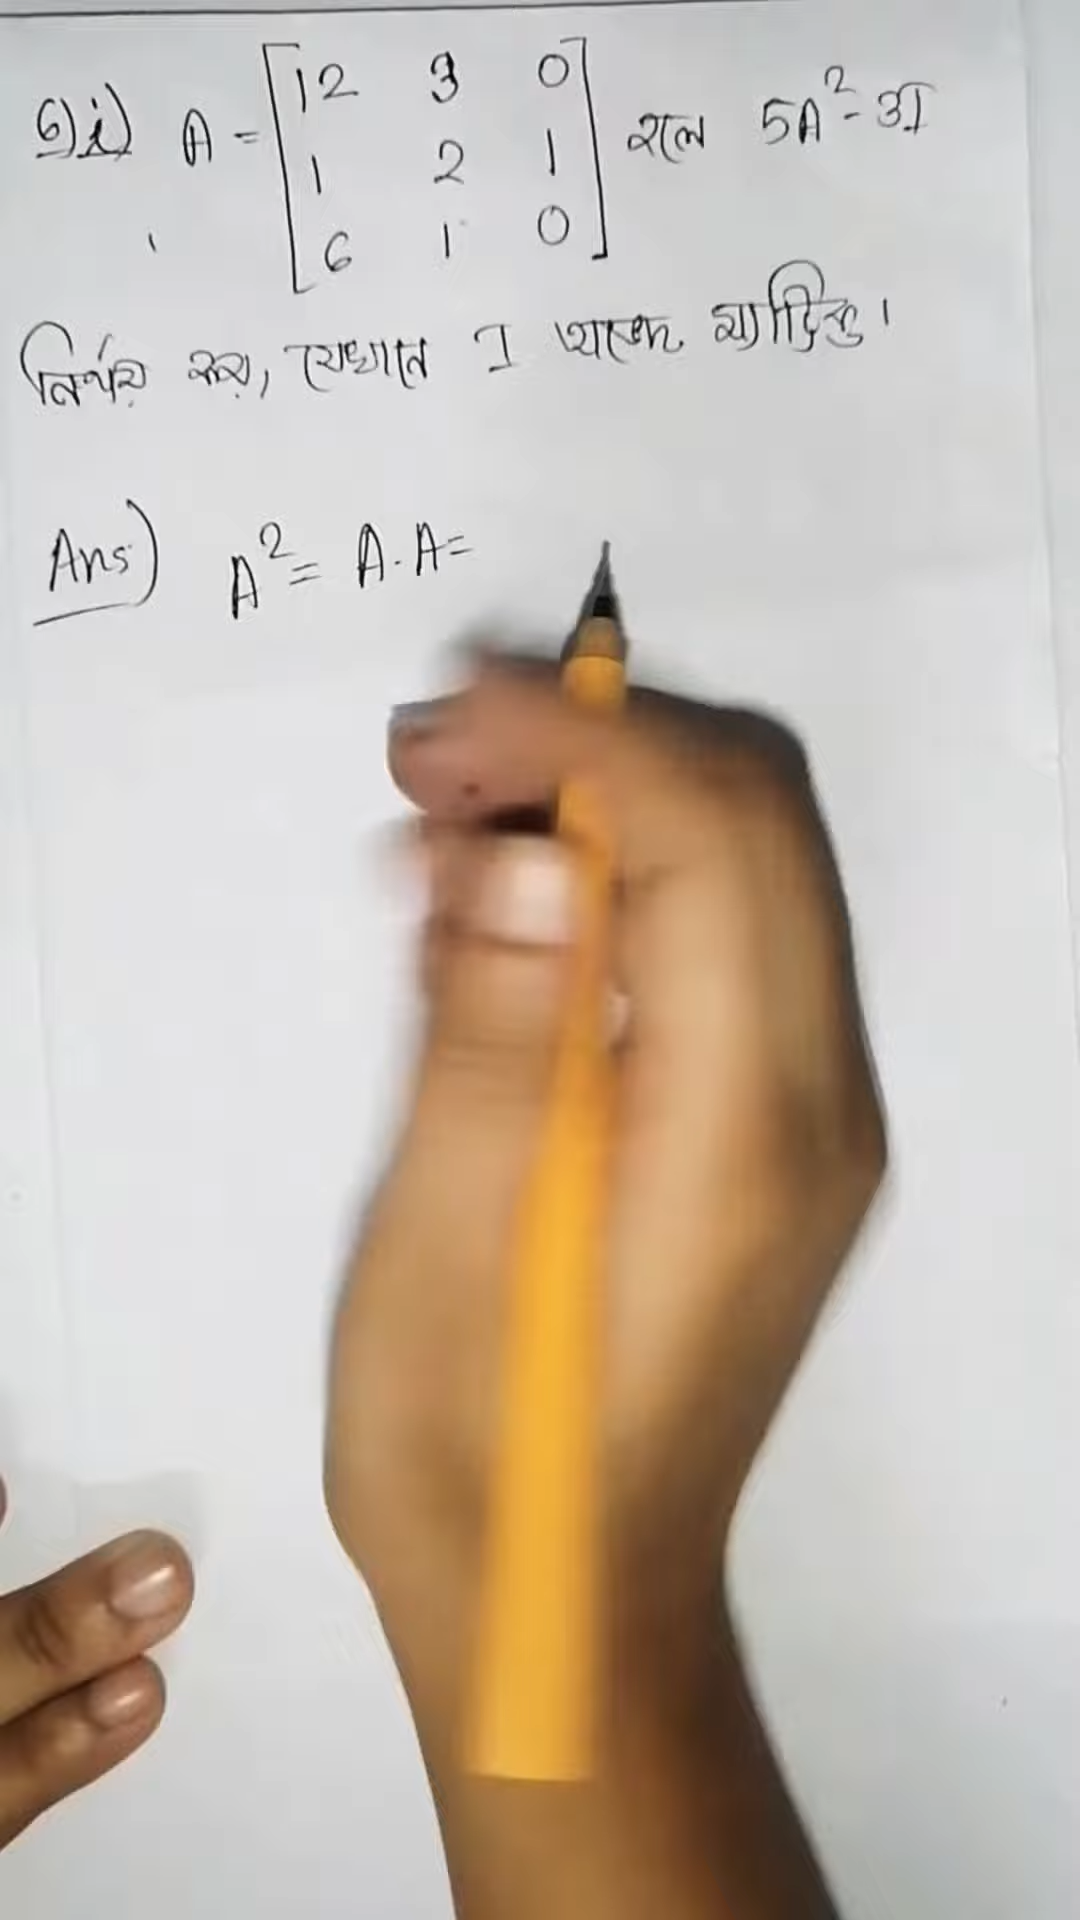 6)i) A = [12 3 0
1 2 1
6 1 0] হলে 5A² - 3I
নির্ণয় কর, যেখানে I একক ম্যাট্রিক্স।
Ans) A² = A.A =